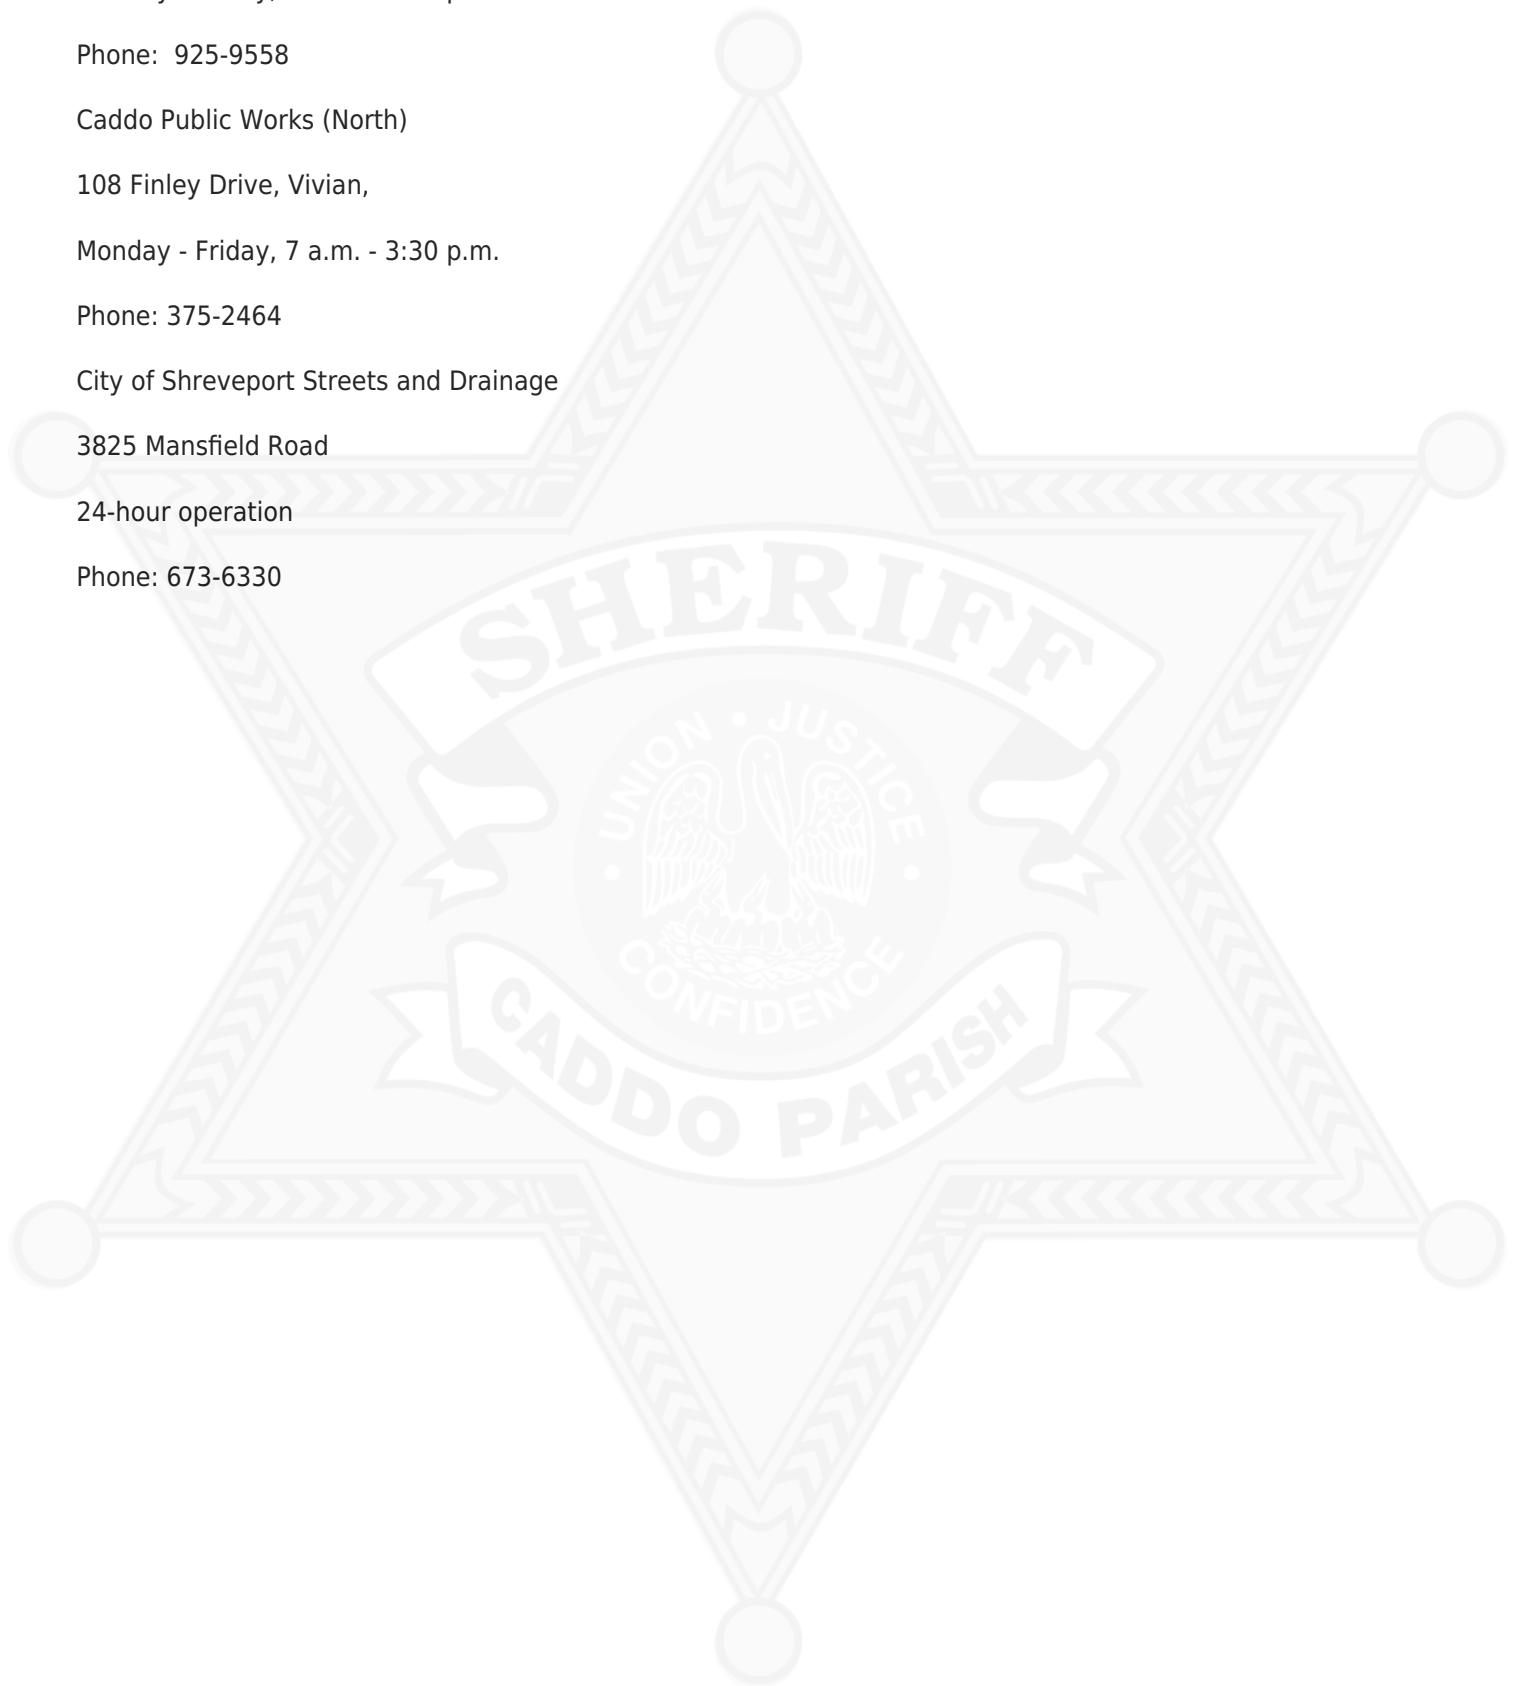 Phone:  925-9558
Caddo Public Works (North)
108 Finley Drive, Vivian,
Monday - Friday, 7 a.m. - 3:30 p.m.
Phone: 375-2464
City of Shreveport Streets and Drainage
3825 Mansfield Road
24-hour operation
Phone: 673-6330
SHERIFF
UNION • JUSTICE
• CONFIDENCE •
CADDO PARISH